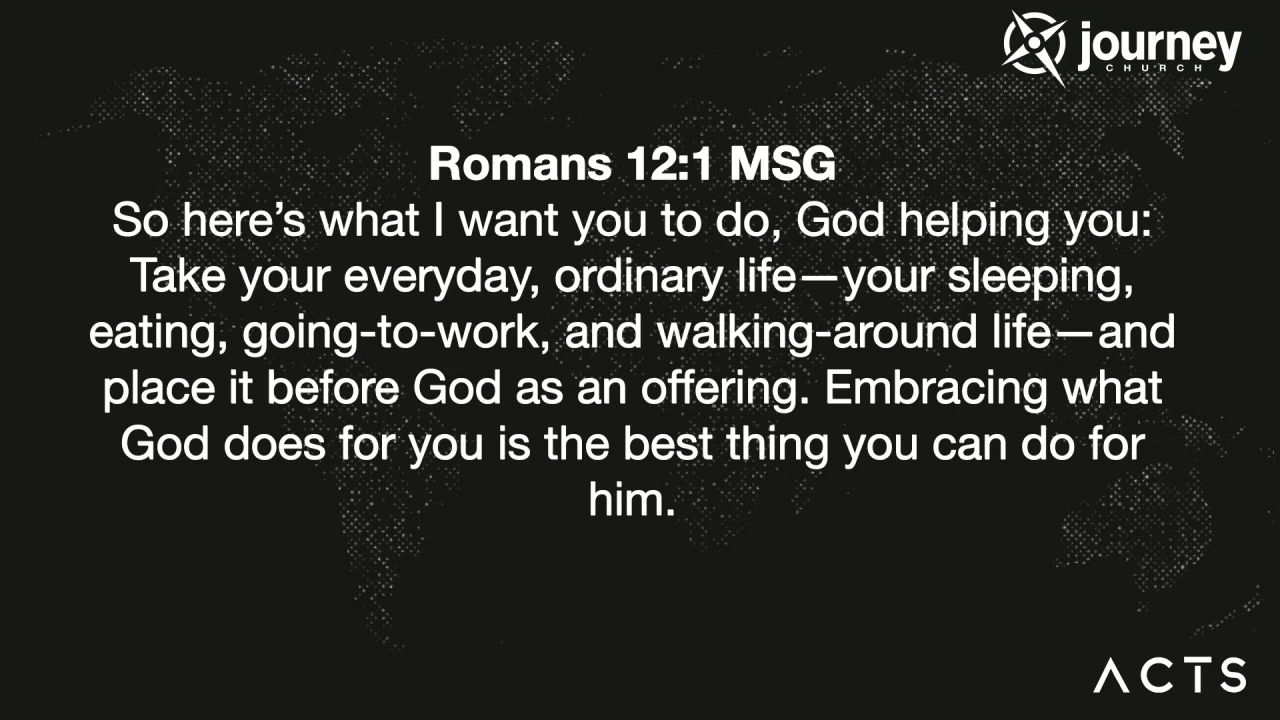 journey
CHURCH
Romans 12:1 MSG
So here’s what I want you to do, God helping you:
Take your everyday, ordinary life—your sleeping,
eating, going-to-work, and walking-around life—and
place it before God as an offering. Embracing what
God does for you is the best thing you can do for
him.
ACTS